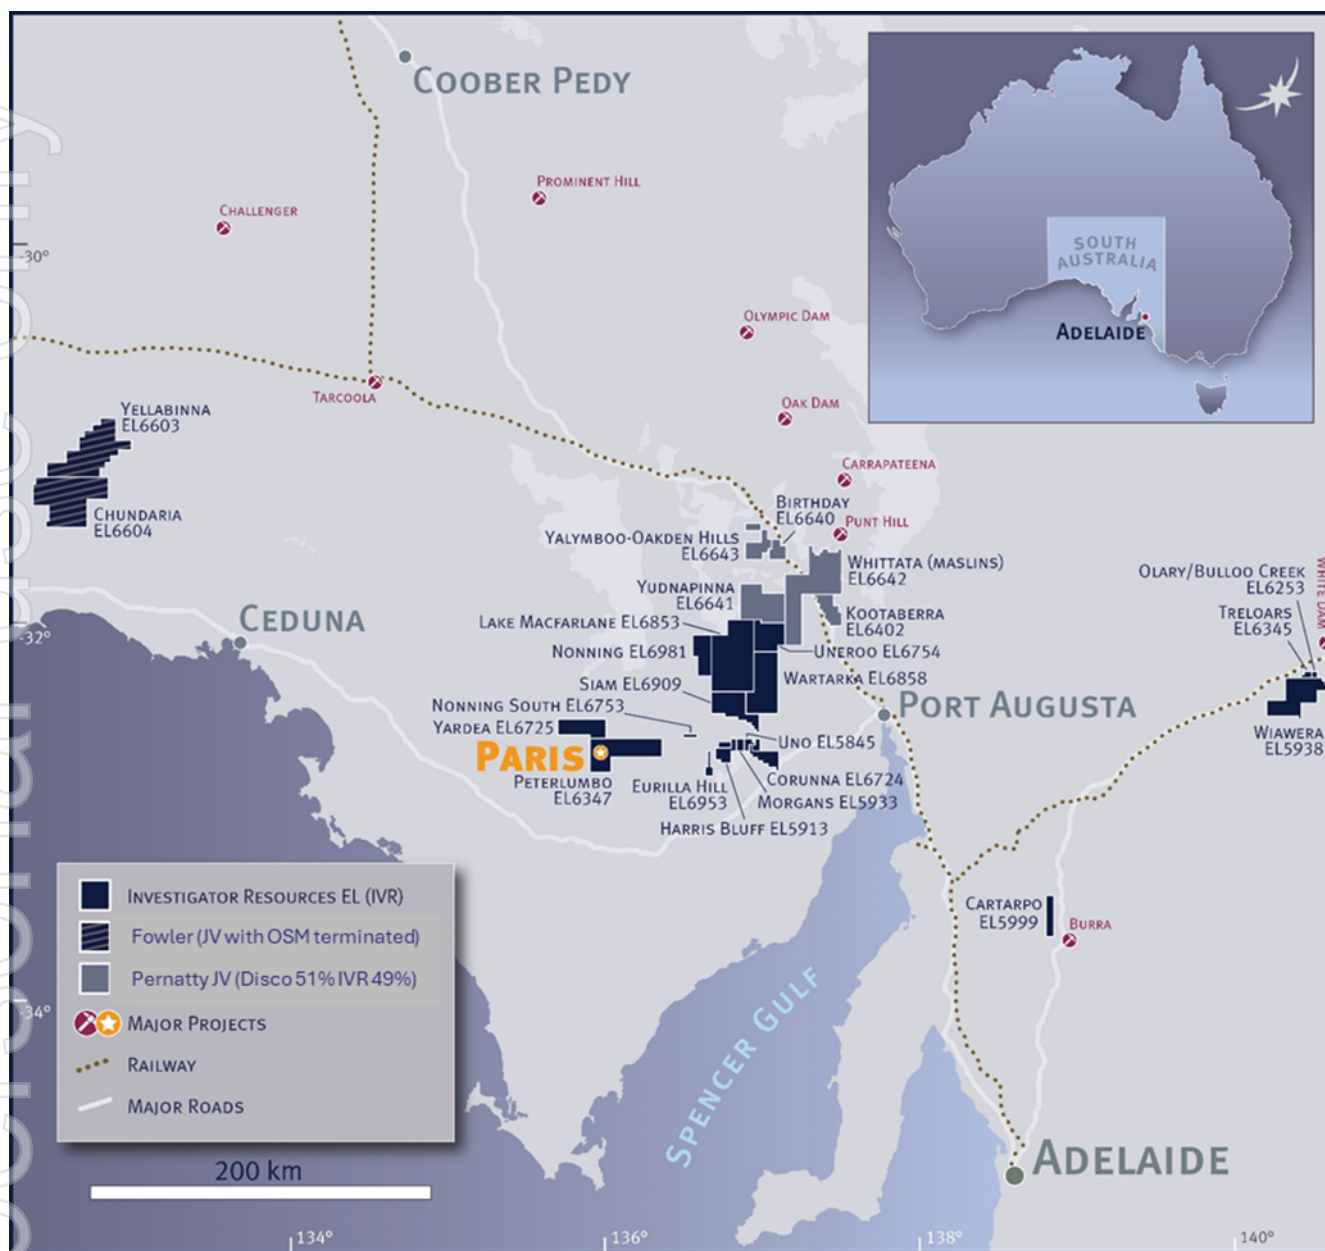 COOBER PEDY
PROMINENT HILL
CHALLENGER
-30°
SOUTH
AUSTRALIA
ADELAIDE
OLYMPIC DAM
TARCOOLA
OAK DAM
YELLABINNA
EL6603
CARRAPATEENA
CHUNDARIA
EL6604
BIRTHDAY
EL6640
PUNT HILL
YALYMBOO-OAKDEN HILLS
EL6643
WHITTATA (MASLINS)
EL6642
OLARY/BULLOO CREEK
EL6253
WHITE DAM
YUDNAPINNA
EL6641
TRELOARS
EL6345
CEDUNA
-32°
LAKE MACFARLANE EL6853
KOOTABERRA
EL6402
NONNING EL6981
UNEROO EL6754
SIAM EL6909
WARTARKA EL6858
NONNING SOUTH EL6753
PORT AUGUSTA
YARDEA EL6725
WIAWERA
EL5938
UNO EL5845
PARIS
PETERLUMBO
EL6347
EURILLA HILL
EL6953
CORUNNA EL6724
MORGANS EL5933
HARRIS BLUFF EL5913
INVESTIGATOR RESOURCES EL (IVR)
Fowler (JV with OSM terminated)
Pernatty JV (Disco 51% IVR 49%)
MAJOR PROJECTS
RAILWAY
MAJOR ROADS
CARTARPO
EL5999
BURRA
-34°
SPENCER GULF
200 km
ADELAIDE
134°
136°
138°
140°